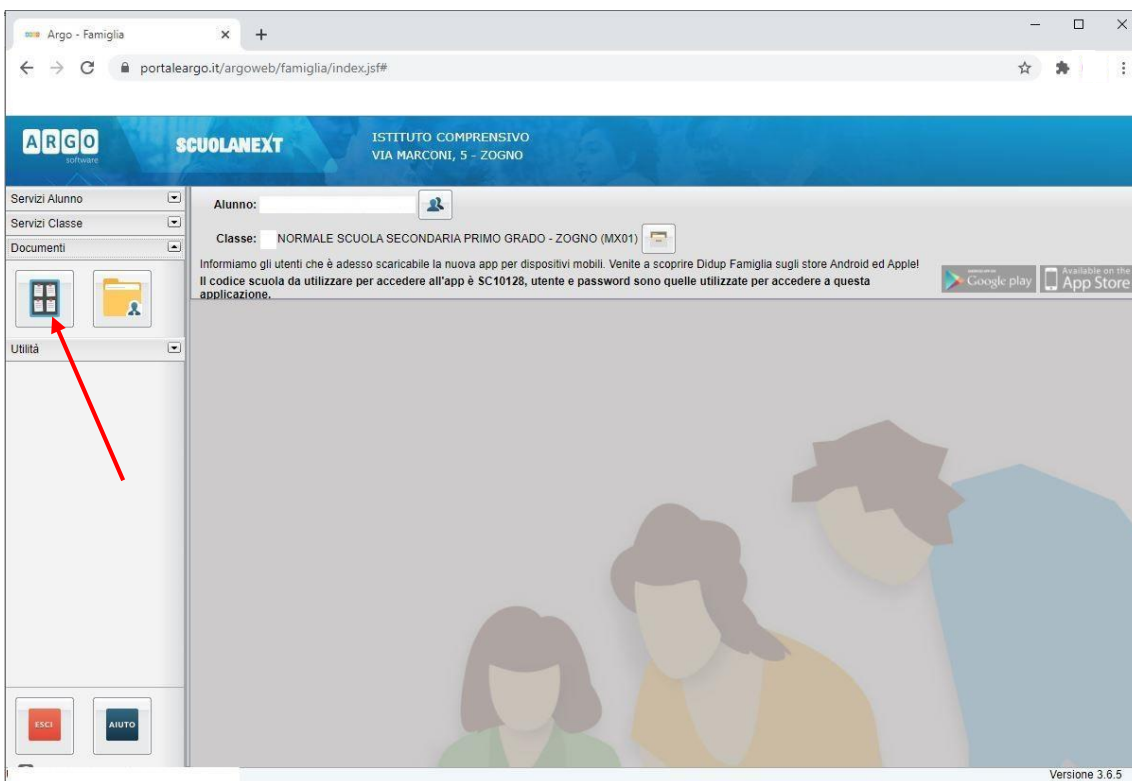 Argo - Famiglia
portaleargo.it/argoweb/famiglia/index.jsf#
ARGO
software
SCUOLANEXT
ISTITUTO COMPRENSIVO
VIA MARCONI, 5 - ZOGNO
Servizi Alunno
Servizi Classe
Documenti
Utilità
ESCI
AIUTO
Alunno:
Classe: NORMALE SCUOLA SECONDARIA PRIMO GRADO - ZOGNO (MX01)
Informiamo gli utenti che è adesso scaricabile la nuova app per dispositivi mobili. Venite a scoprire Didup Famiglia sugli store Android ed Apple!
Il codice scuola da utilizzare per accedere all'app è SC10128, utente e password sono quelle utilizzate per accedere a questa
applicazione.
Google play
Available on the
App Store
Versione 3.6.5